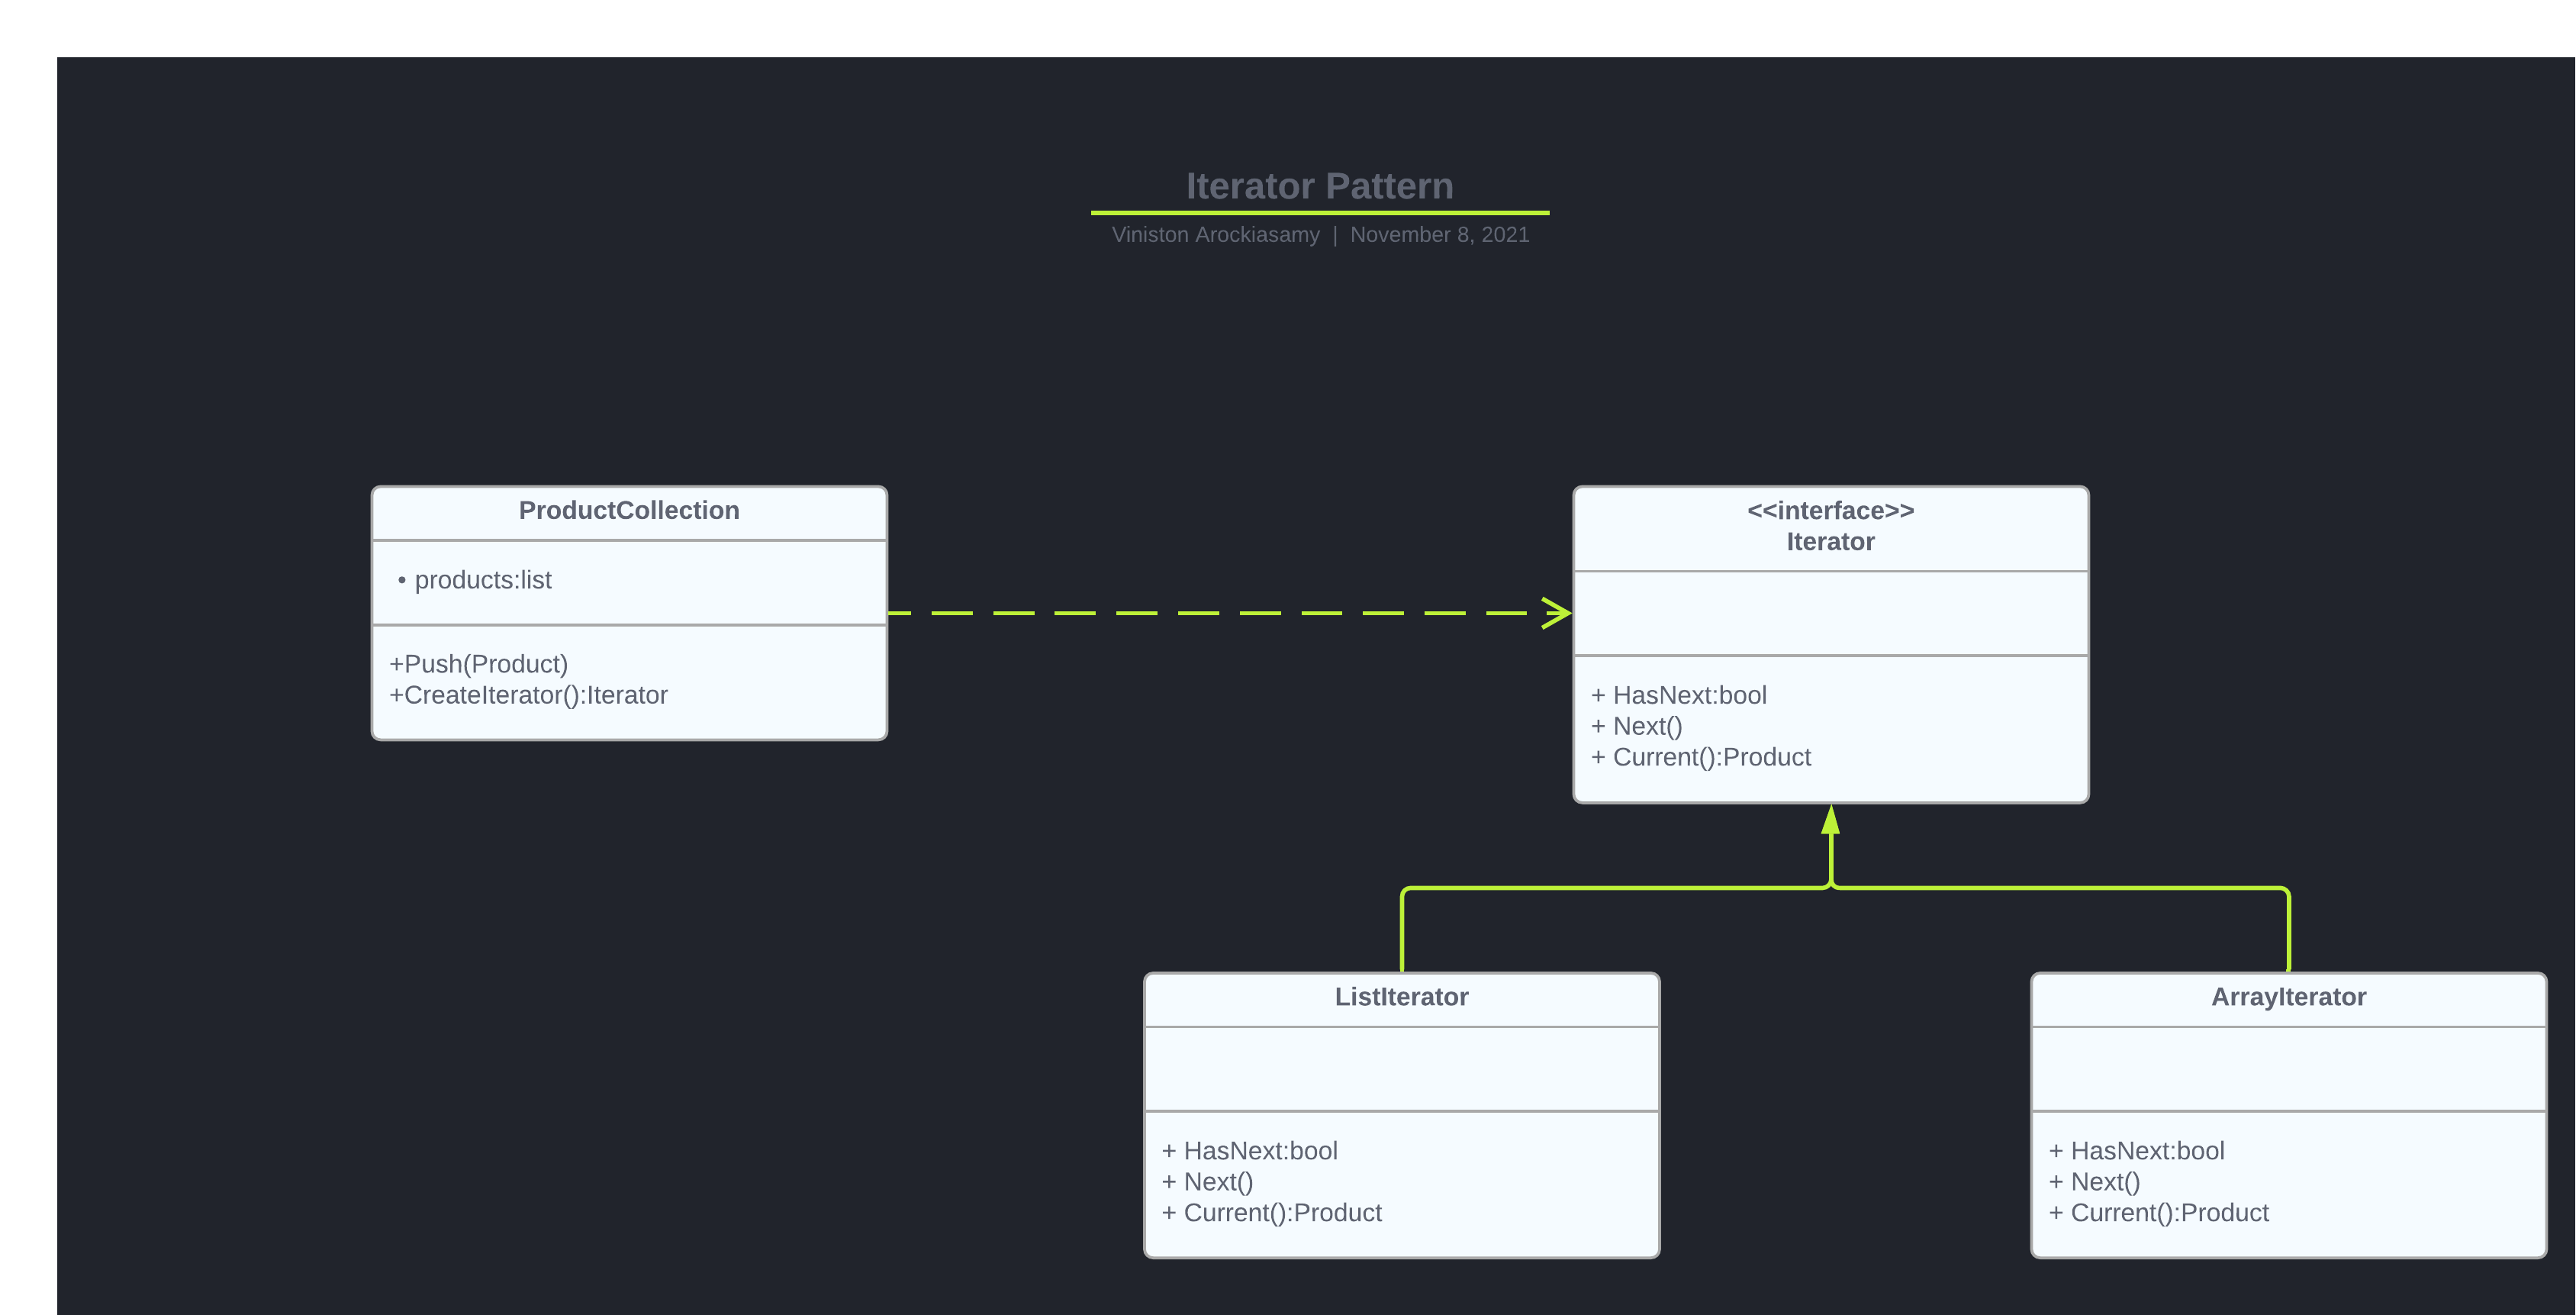 Iterator Pattern
Viniston Arockiasamy | November 8, 2021
ProductCollection
• products:list
+Push(Product)
+CreateIterator():Iterator
<<interface>>
Iterator
+ HasNext:bool
+ Next()
+ Current():Product
ListIterator
+ HasNext:bool
+ Next()
+ Current():Product
ArrayIterator
+ HasNext:bool
+ Next()
+ Current():Product